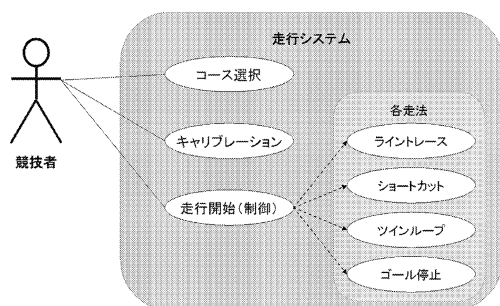 走行システム
コース選択
各走法
キャリブレーション
ライントレース
ショートカット
競技者
走行開始(制御)
ツインループ
ゴール停止